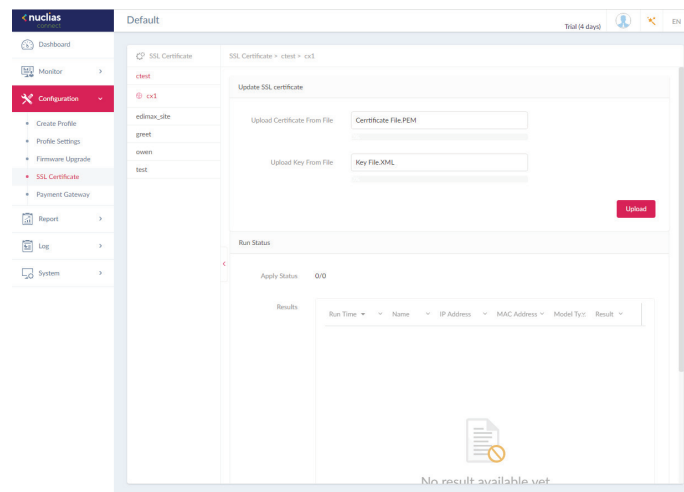 nuclias
connect
Default
Trial (4 days)
EN
Dashboard
Monitor
Configuration
Create Profile
Profile Settings
Firmware Upgrade
SSL Certificate
Payment Gateway
Report
Log
System
SSL Certificate
ctest
cx1
edimax_site
greet
owen
test
SSL Certificate > ctest > cx1
Update SSL certificate
Upload Certificate From File
Cerrtificate File.PEM
Upload Key From File
Key File.XML
Upload
Run Status
Apply Status 0/0
Results
Run Time Name IP Address MAC Address Model Ty... Result
No result available yet